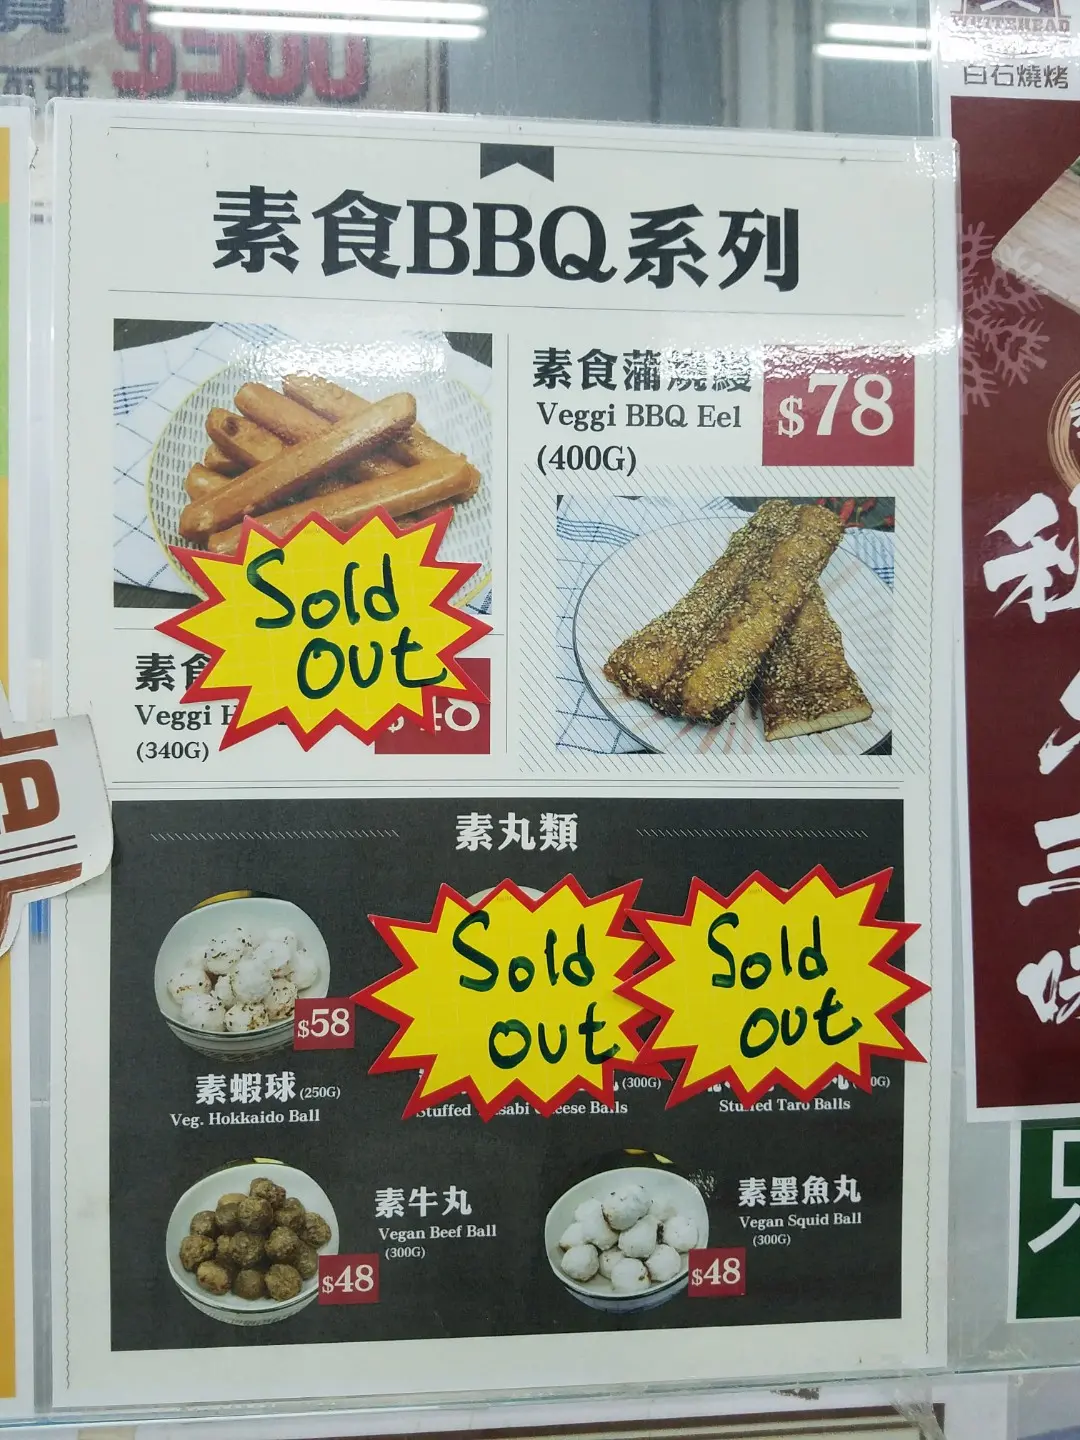 $500
WHITEHEAD
白石燒烤
素食BBQ系列
素食蒲燒鰻
Veggi BBQ Eel
(400G)
$78
Sold
Out
素食
Veggi
(340G)
素丸類
$58
素蝦球(250G)
Veg. Hokkaido Ball
Sold
out
(300G)
Stuffed Balls
Sold
out
Stuffed Taro Balls
素牛丸
Vegan Beef Ball
(300G)
$48
素墨魚丸
Vegan Squid Ball
(300G)
$48